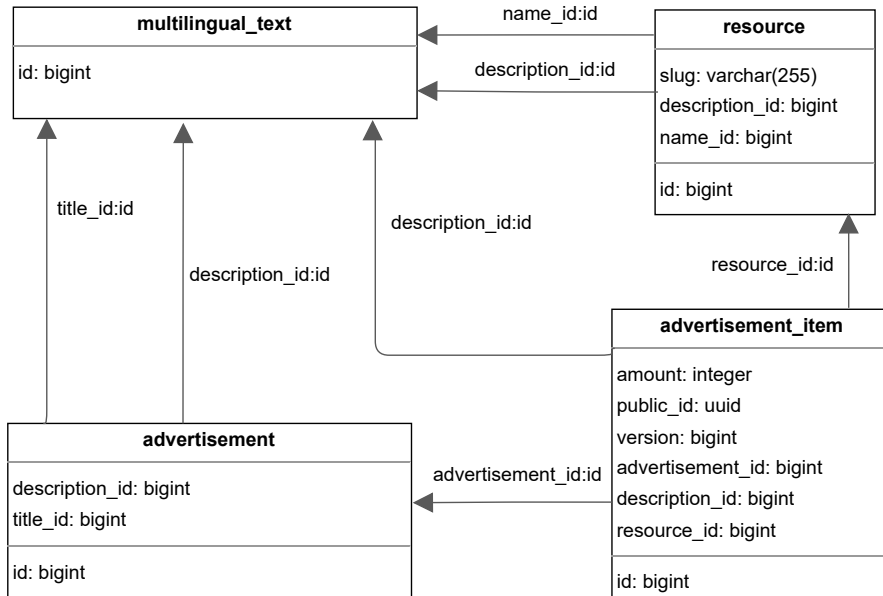 multilingual_text
id: bigint
name_id:id
description_id:id
resource
slug: varchar(255)
description_id: bigint
name_id: bigint
id: bigint
title_id:id
description_id:id
description_id:id
resource_id:id
advertisement_item
amount: integer
public_id: uuid
version: bigint
advertisement_id: bigint
description_id: bigint
resource_id: bigint
id: bigint
advertisement_id:id
advertisement
description_id: bigint
title_id: bigint
id: bigint